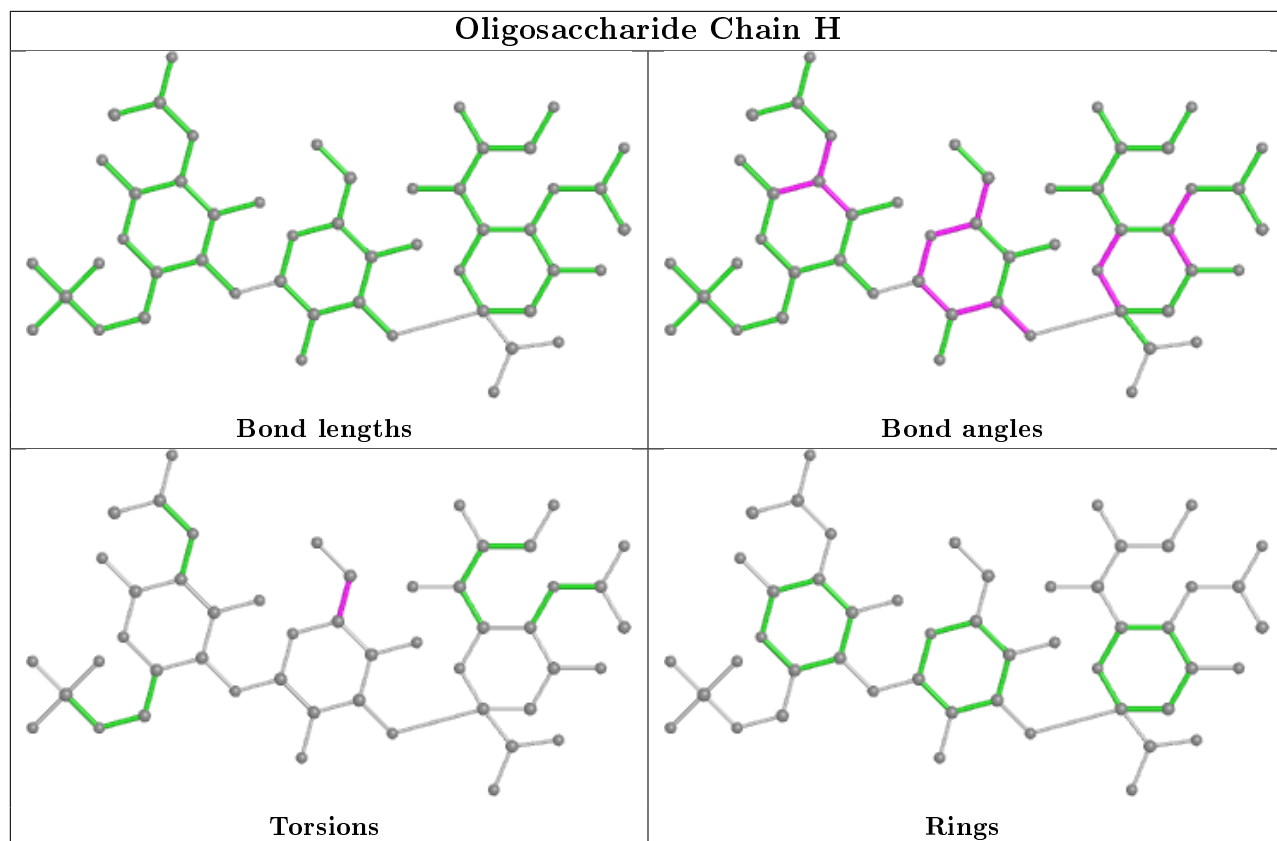 Oligosaccharide Chain H
Bond lengths
Bond angles
Torsions
Rings